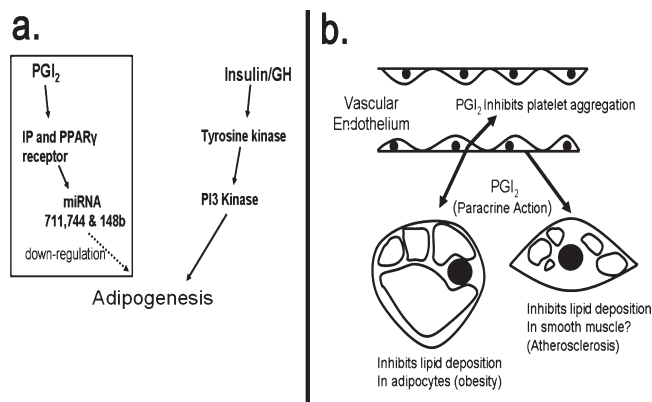 a.
PGI2
IP and PPARγ
receptor
miRNA
711,744 & 148b
down-regulation
Insulin/GH
Tyrosine kinase
PI3 Kinase
Adipogenesis
b.
Vascular
Endothelium
PGI2 Inhibits platelet aggregation
PGI2
(Paracrine Action)
Inhibits lipid deposition
In adipocytes (obesity)
Inhibits lipid deposition
In smooth muscle?
(Atherosclerosis)